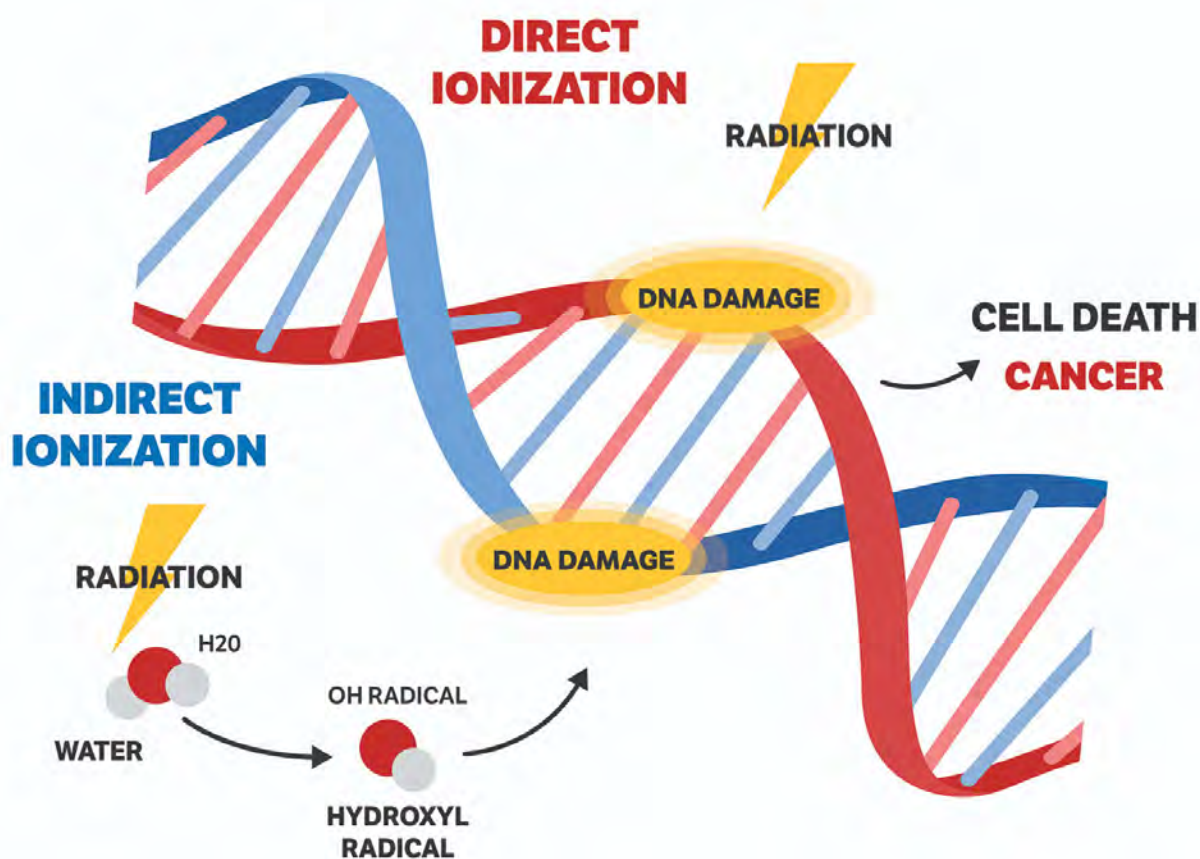 DIRECT
IONIZATION
RADIATION
DNA DAMAGE
CELL DEATH
CANCER
INDIRECT
IONIZATION
RADIATION
DNA DAMAGE
H20
WATER
OH RADICAL
HYDROXYL
RADICAL